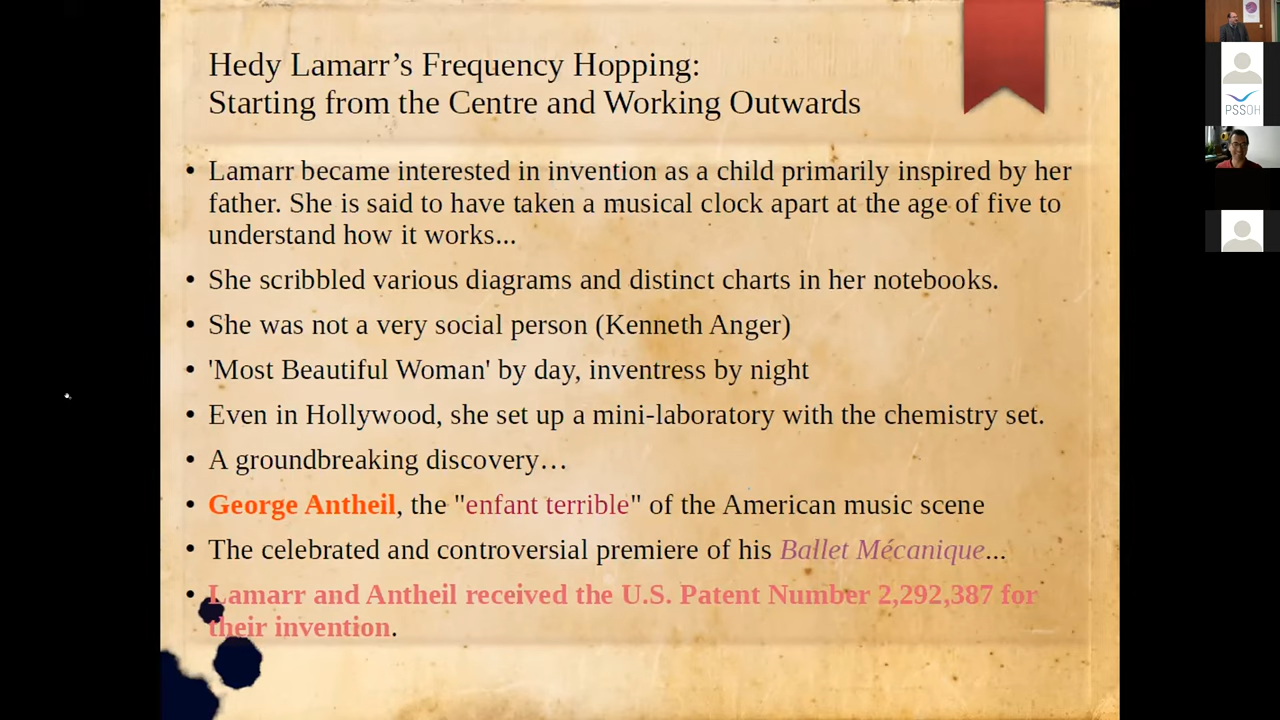 Hedy Lamarr’s Frequency Hopping:
Starting from the Centre and Working Outwards
• Lamarr became interested in invention as a child primarily inspired by her
father. She is said to have taken a musical clock apart at the age of five to
understand how it works...
• She scribbled various diagrams and distinct charts in her notebooks.
• She was not a very social person (Kenneth Anger)
• 'Most Beautiful Woman' by day, inventress by night
• Even in Hollywood, she set up a mini-laboratory with the chemistry set.
• A groundbreaking discovery…
• George Antheil, the "enfant terrible" of the American music scene
• The celebrated and controversial premiere of his Ballet Mécanique...
• Lamarr and Antheil received the U.S. Patent Number 2,292,387 for
their invention.
PSSOH